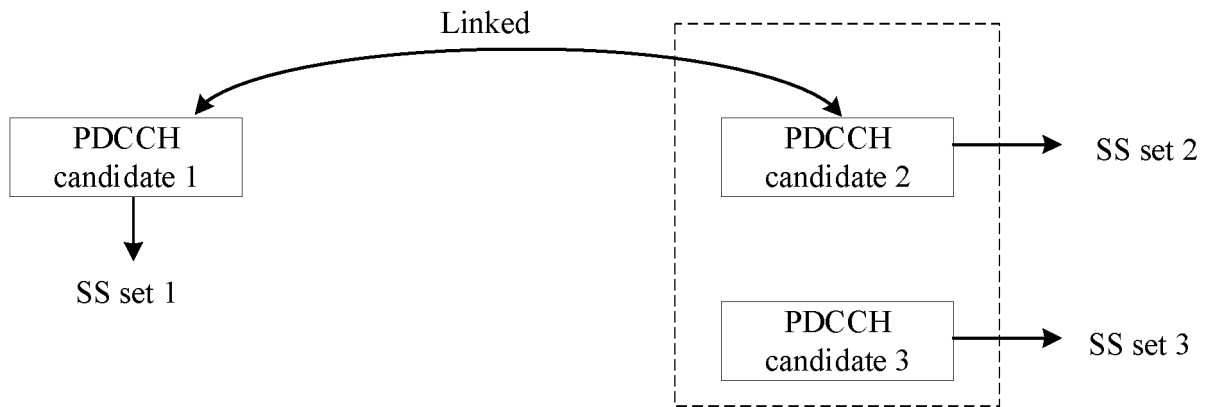 Linked
PDCCH
candidate 1
SS set 1
PDCCH
candidate 2
SS set 2
PDCCH
candidate 3
SS set 3